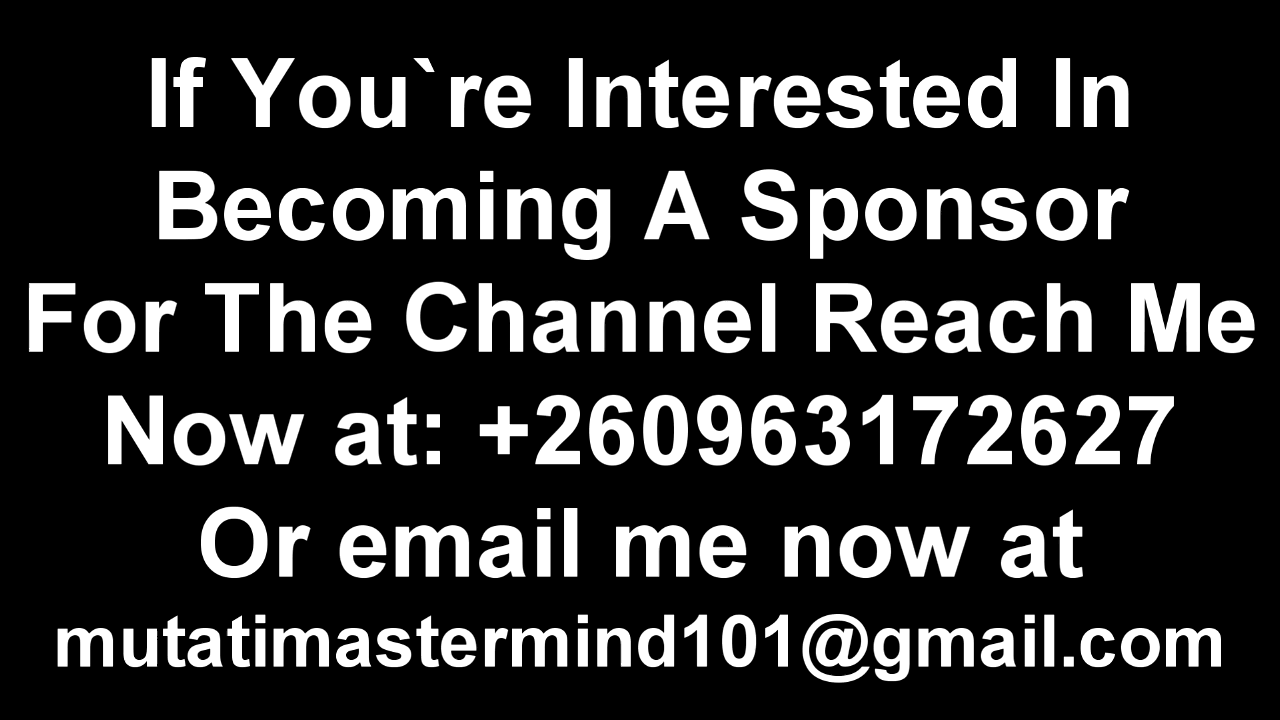 If You`re Interested In
Becoming A Sponsor
For The Channel Reach Me
Now at: +260963172627
Or email me now at
mutatimastermind101@gmail.com